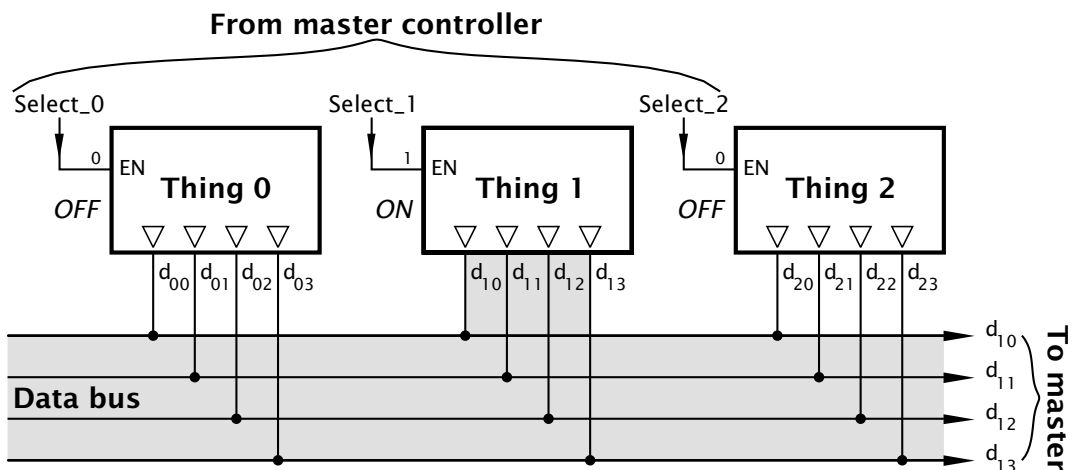 From master controller
Select_0 Select_1 Select_2
0 EN 1 EN 0 EN
Thing 0 Thing 1 Thing 2
OFF ON OFF
d00 d01 d02 d03 d10 d11 d12 d13 d20 d21 d22 d23
d10
d11
Data bus
d12
d13
To master